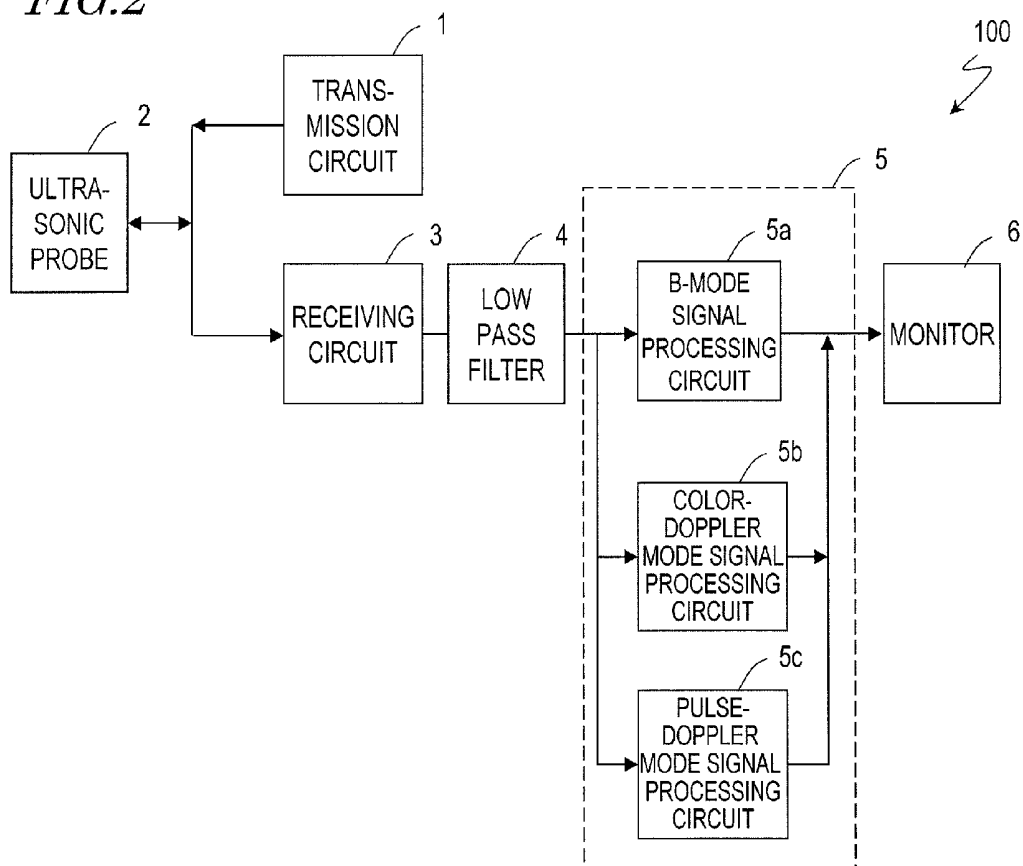 FIG.2
100
1
TRANS-
MISSION
CIRCUIT
2
ULTRA-
SONIC
PROBE
3
RECEIVING
CIRCUIT
4
LOW
PASS
FILTER
5
5a
B-MODE
SIGNAL
PROCESSING
CIRCUIT
6
MONITOR
5b
COLOR-
DOPPLER
MODE SIGNAL
PROCESSING
CIRCUIT
5c
PULSE-
DOPPLER
MODE SIGNAL
PROCESSING
CIRCUIT